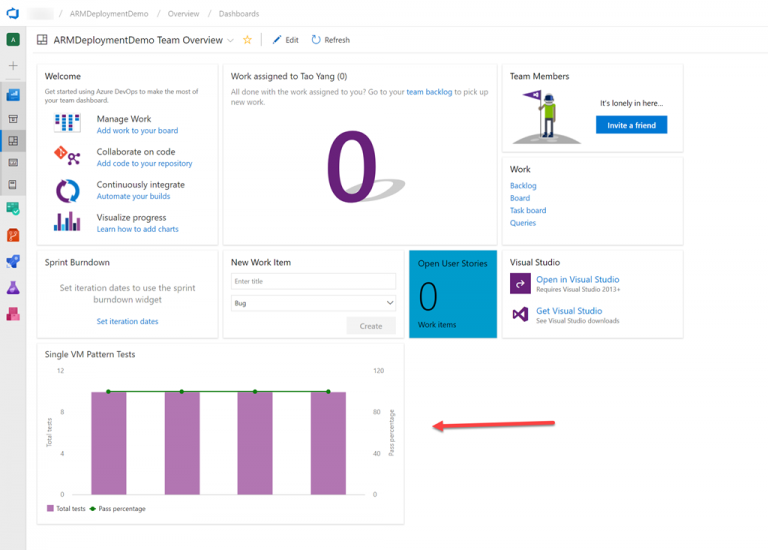 / ARMDeploymentDemo / Overview / Dashboards
A
ARMDeploymentDemo Team Overview
Edit
Refresh
Welcome
Get started using Azure DevOps to make the most of
your team dashboard.
Manage Work
Add work to your board
Collaborate on code
Add code to your repository
Continuously integrate
Automate your builds
Visualize progress
Learn how to add charts
Work assigned to Tao Yang (0)
All done with the work assigned to you? Go to your team backlog to pick up
new work.
0
Team Members
It's lonely in here...
Invite a friend
Work
Backlog
Board
Task board
Queries
Sprint Burndown
Set iteration dates to use the sprint
burndown widget
Set iteration dates
New Work Item
Enter title
Bug
Create
Open User Stories
0
Work items
Visual Studio
Open in Visual Studio
Requires Visual Studio 2013+
Get Visual Studio
See Visual Studio downloads
Single VM Pattern Tests
12
8
4
0
Total tests
120
80
40
0
Pass percentage
Total tests
Pass percentage